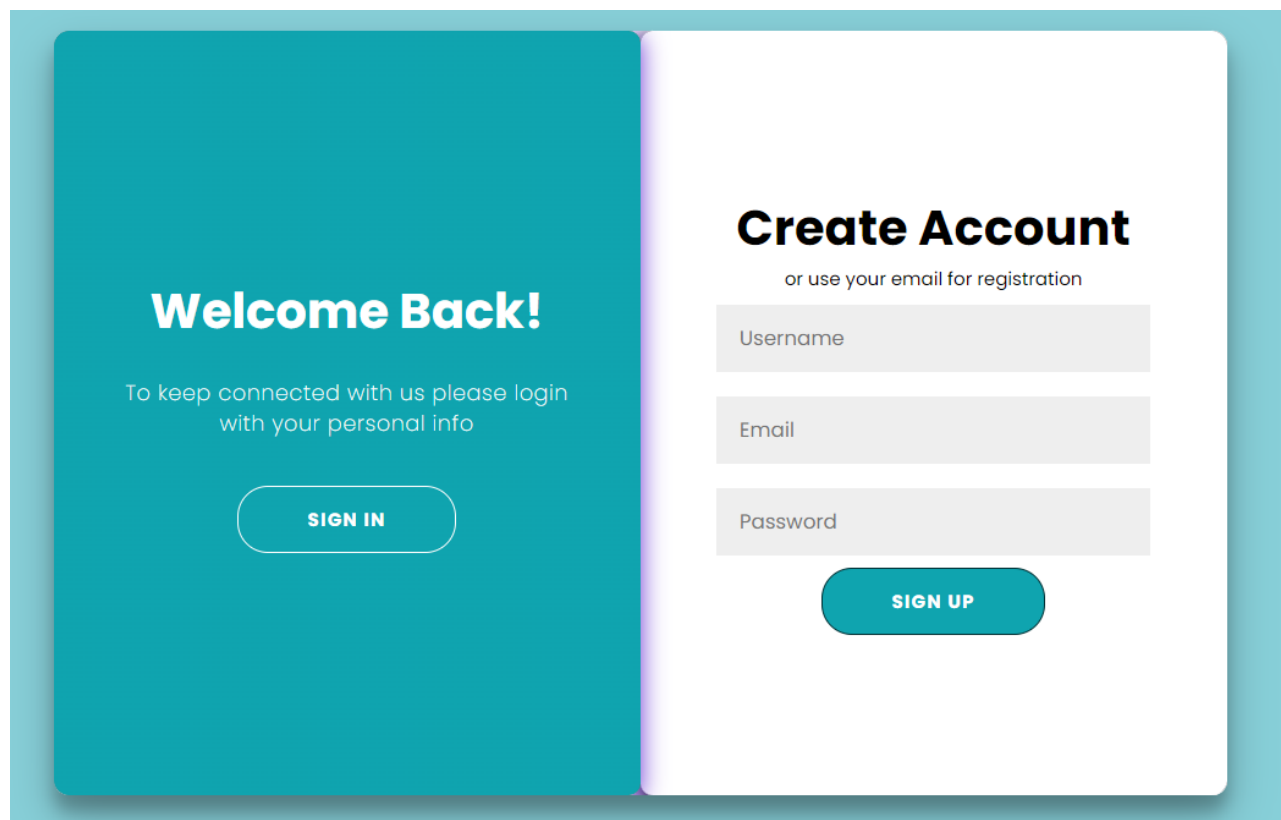 Welcome Back!
To keep connected with us please login
with your personal info
SIGN IN
Create Account
or use your email for registration
Username
Email
Password
SIGN UP